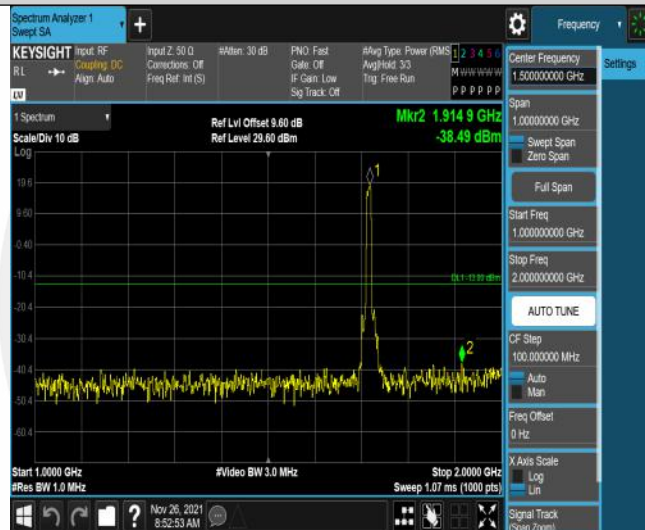 Spectrum Analyzer 1
Swept SA
+
Frequency
KEYSIGHT
RL
LXI
Input: RF
Coupling: DC
Align: Auto
Input Z: 50 Ω
Corrections: Off
Freq Ref: Int (S)
#Atten: 30 dB
PNO: Fast
Gate: Off
IF Gain: Low
Sig Track: Off
#Avg Type: Power (RMS
Avg|Hold: 3/3
Trig: Free Run
1 2 3 4 5 6
M W W W W W
P P P P P P
1 Spectrum
Scale/Div 10 dB
Log
Ref Lvl Offset 9.60 dB
Ref Level 29.60 dBm
Mkr2 1.914 9 GHz
-38.49 dBm
19.6
9.60
-0.40
-10.4
-20.4
-30.4
-40.4
-50.4
-60.4
1
DL1 -13.00 dBm
2
Start 1.0000 GHz
#Res BW 1.0 MHz
#Video BW 3.0 MHz
Stop 2.0000 GHz
Sweep 1.07 ms (1000 pts)
?
Nov 26, 2021
8:52:53 AM
Center Frequency
1.500000000 GHz
Settings
Span
1.00000000 GHz
Swept Span
Zero Span
Full Span
Start Freq
1.000000000 GHz
Stop Freq
2.000000000 GHz
AUTO TUNE
CF Step
100.000000 MHz
Auto
Man
Freq Offset
0 Hz
X Axis Scale
Log
Lin
Signal Track
(Span Zoom)